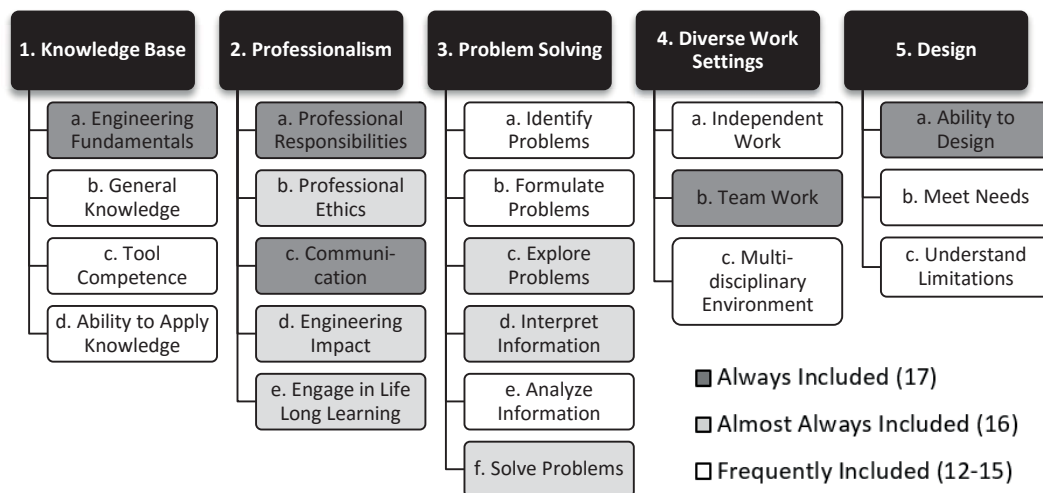 1. Knowledge Base
a. Engineering
Fundamentals
b. General
Knowledge
c. Tool
Competence
d. Ability to Apply
Knowledge
2. Professionalism
a. Professional
Responsibilities
b. Professional
Ethics
c. Communi-
cation
d. Engineering
Impact
e. Engage in Life
Long Learning
3. Problem Solving
a. Identify
Problems
b. Formulate
Problems
c. Explore
Problems
d. Interpret
Information
e. Analyze
Information
f. Solve Problems
4. Diverse Work
Settings
a. Independent
Work
b. Team Work
c. Multi-
disciplinary
Environment
5. Design
a. Ability to
Design
b. Meet Needs
c. Understand
Limitations
Always Included (17)
Almost Always Included (16)
Frequently Included (12-15)